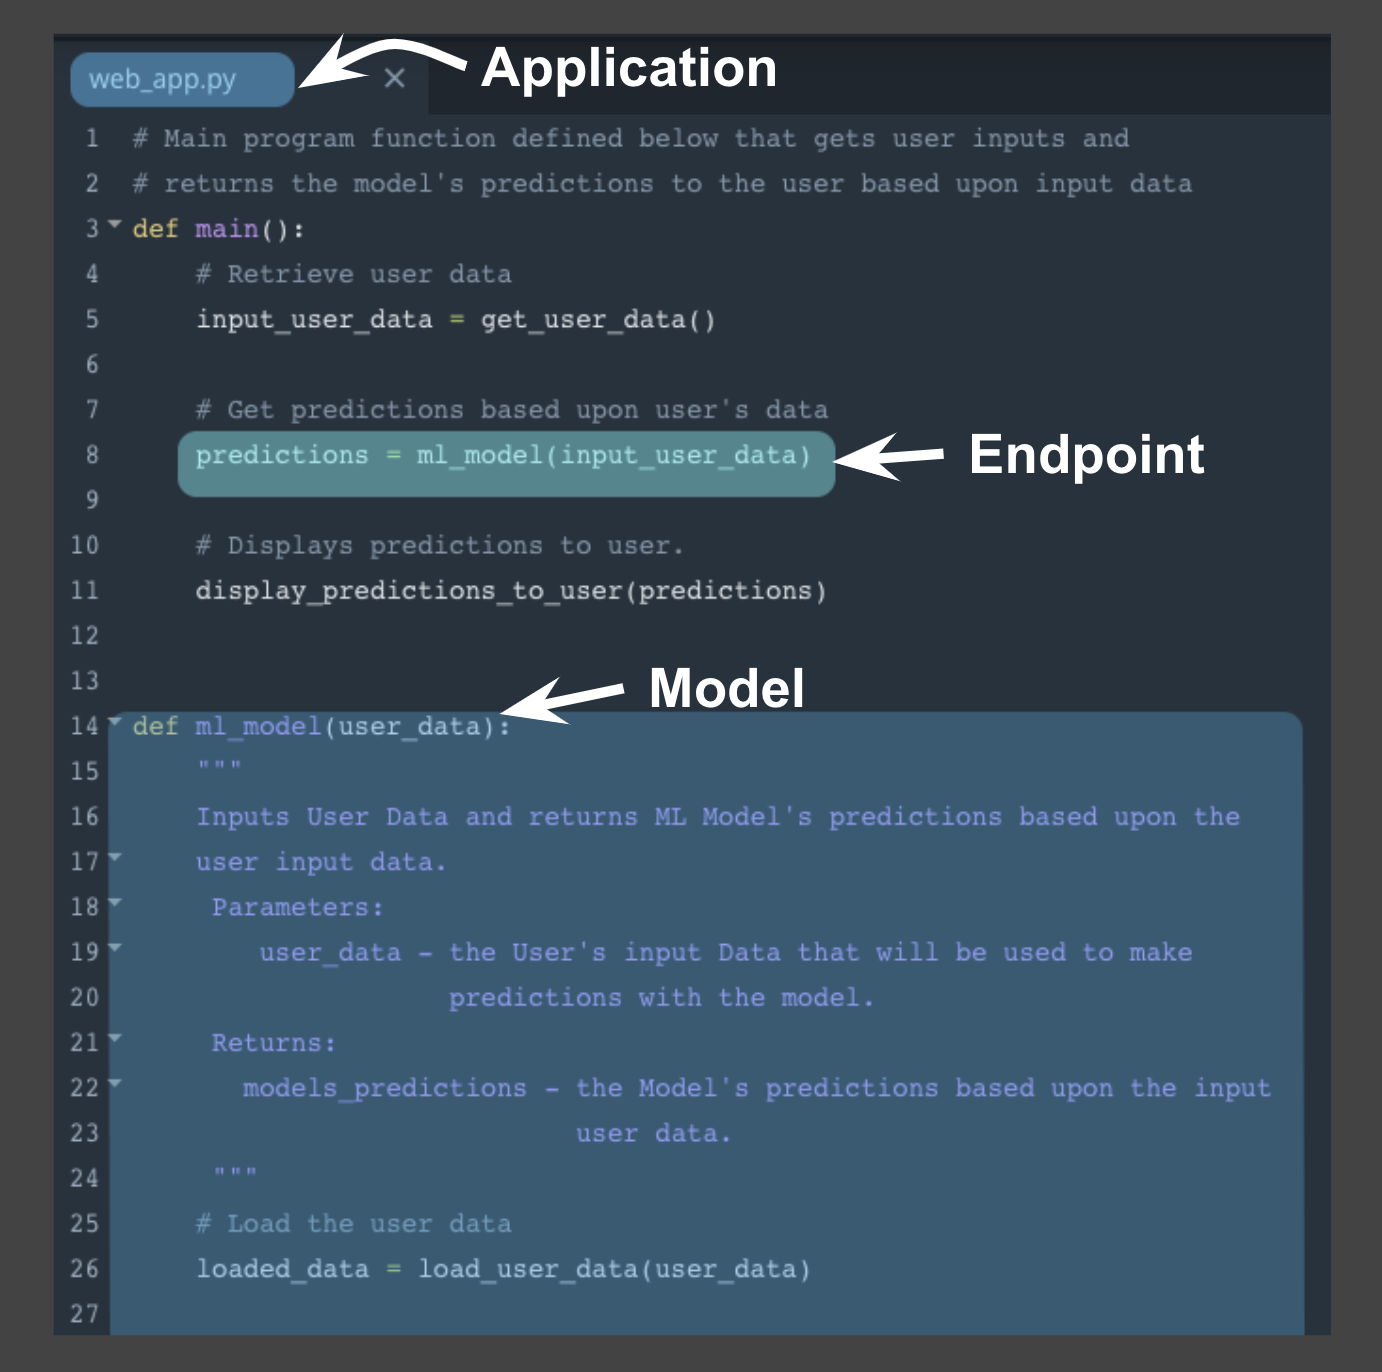 web_app.py × Application
1 # Main program function defined below that gets user inputs and
2 # returns the model's predictions to the user based upon input data
3 def main():
4 # Retrieve user data
5 input_user_data = get_user_data()
6
7 # Get predictions based upon user's data
8 predictions = ml_model(input_user_data) Endpoint
9
10 # Displays predictions to user.
11 display_predictions_to_user(predictions)
12
13 Model
14 def ml_model(user_data):
15 """
16 Inputs User Data and returns ML Model's predictions based upon the
17 user input data.
18 Parameters:
19 user_data - the User's input Data that will be used to make
20 predictions with the model.
21 Returns:
22 models_predictions - the Model's predictions based upon the input
23 user data.
24 """
25 # Load the user data
26 loaded_data = load_user_data(user_data)
27